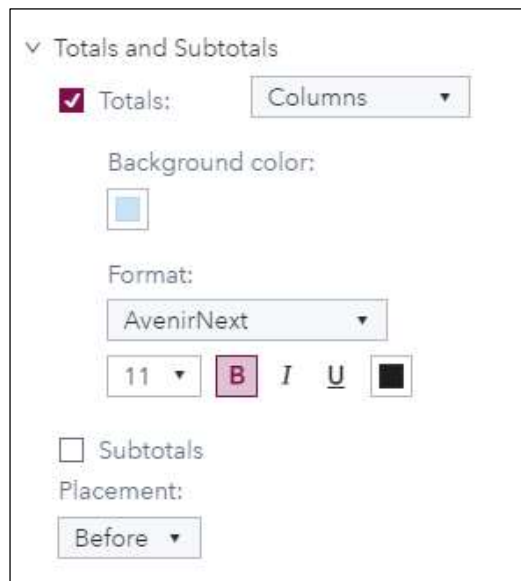 Totals and Subtotals
Totals: Columns
Background color:
Format:
AvenirNext
11 B I U
Subtotals
Placement:
Before